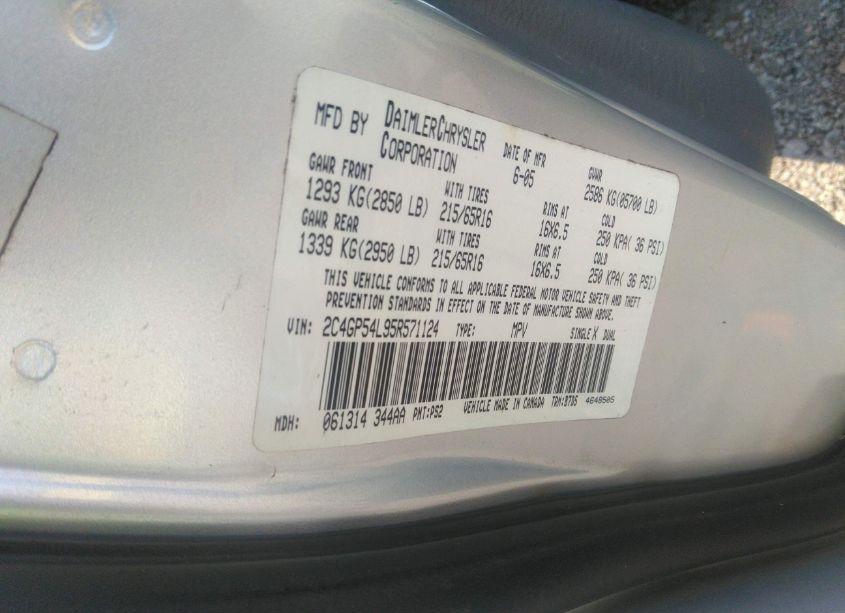 MFD BY DAIMLERCHRYSLER CORPORATION
DATE OF MFR 6-05
GVWR 2586 KG(05700 LB)
GAWR FRONT WITH TIRES RIMS AT COLD
1293 KG(2850 LB) 215/65R16 16X6.5 250 KPA( 36 PSI)
GAWR REAR WITH TIRES RIMS AT COLD
1339 KG(2950 LB) 215/65R16 16X6.5 250 KPA( 36 PSI)
THIS VEHICLE CONFORMS TO ALL APPLICABLE FEDERAL MOTOR VEHICLE SAFETY AND THEFT
PREVENTION STANDARDS IN EFFECT ON THE DATE OF MANUFACTURE SHOWN ABOVE.
VIN: 2C4GP54L95R571124 TYPE: MPV SINGLE X DUAL
MDH: 061314 344AA PNT:PS2 VEHICLE MADE IN CANADA TRM:B7D5 4648505